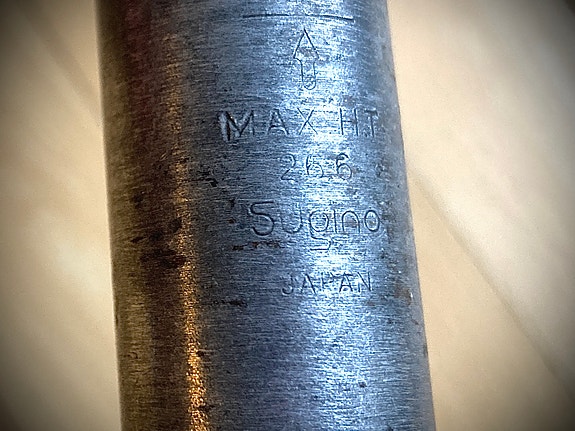 MAX HT
26.6
Sugino
JAPAN